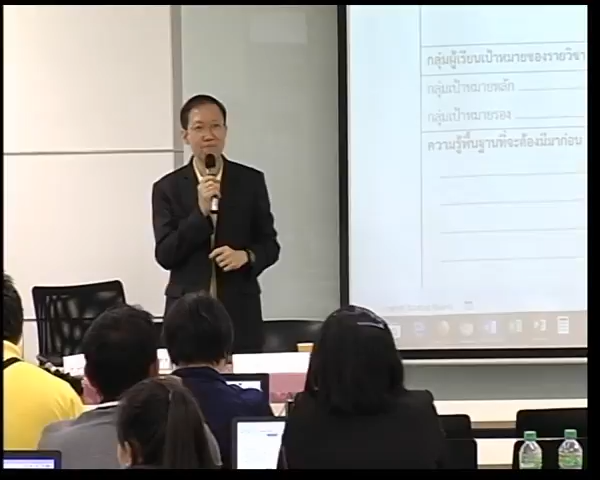 กลุ่มผู้เรียนเป้าหมายของรายวิชา
กลุ่มเป้าหมายหลัก
กลุ่มเป้าหมายรอง
ความรู้พื้นฐานที่จะต้องมีมาก่อน